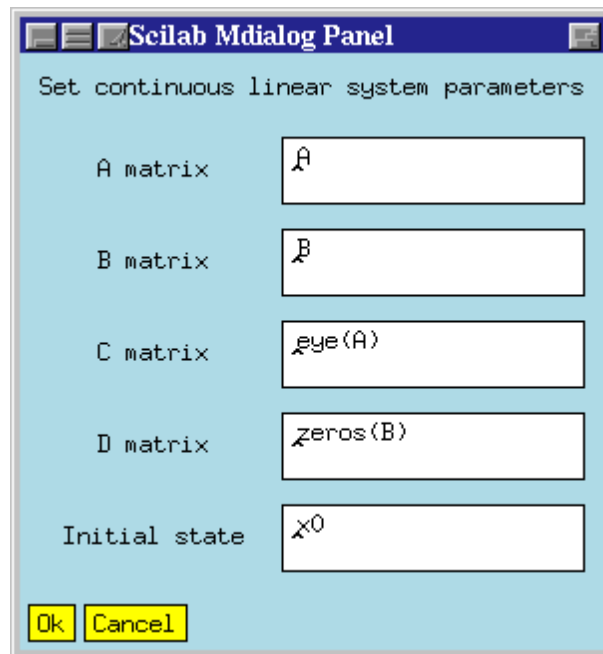 Scilab Mdialog Panel
Set continuous linear system parameters
A matrix A
B matrix B
C matrix eye(A)
D matrix zeros(B)
Initial state x0
Ok Cancel